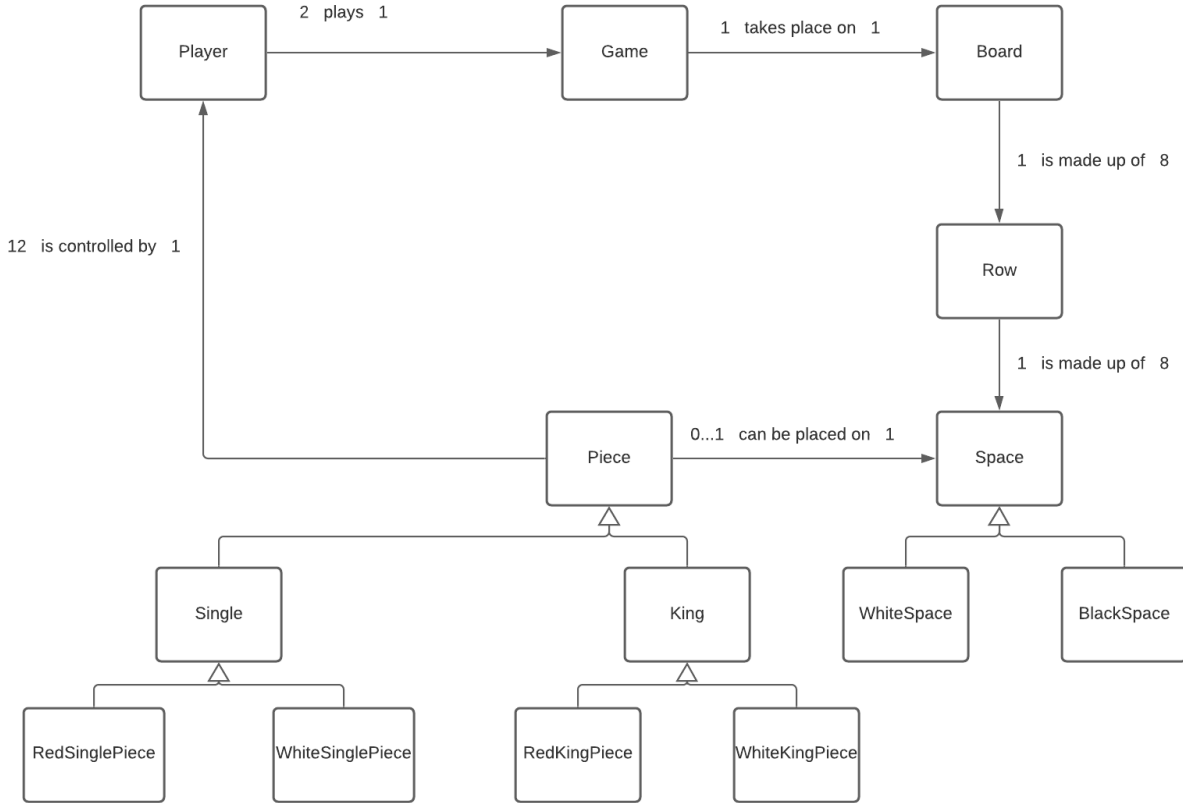 2 plays 1
Player
Game
1 takes place on 1
Board
1 is made up of 8
12 is controlled by 1
Row
1 is made up of 8
Piece
0...1 can be placed on 1
Space
Single
King
WhiteSpace
BlackSpace
RedSinglePiece
WhiteSinglePiece
RedKingPiece
WhiteKingPiece